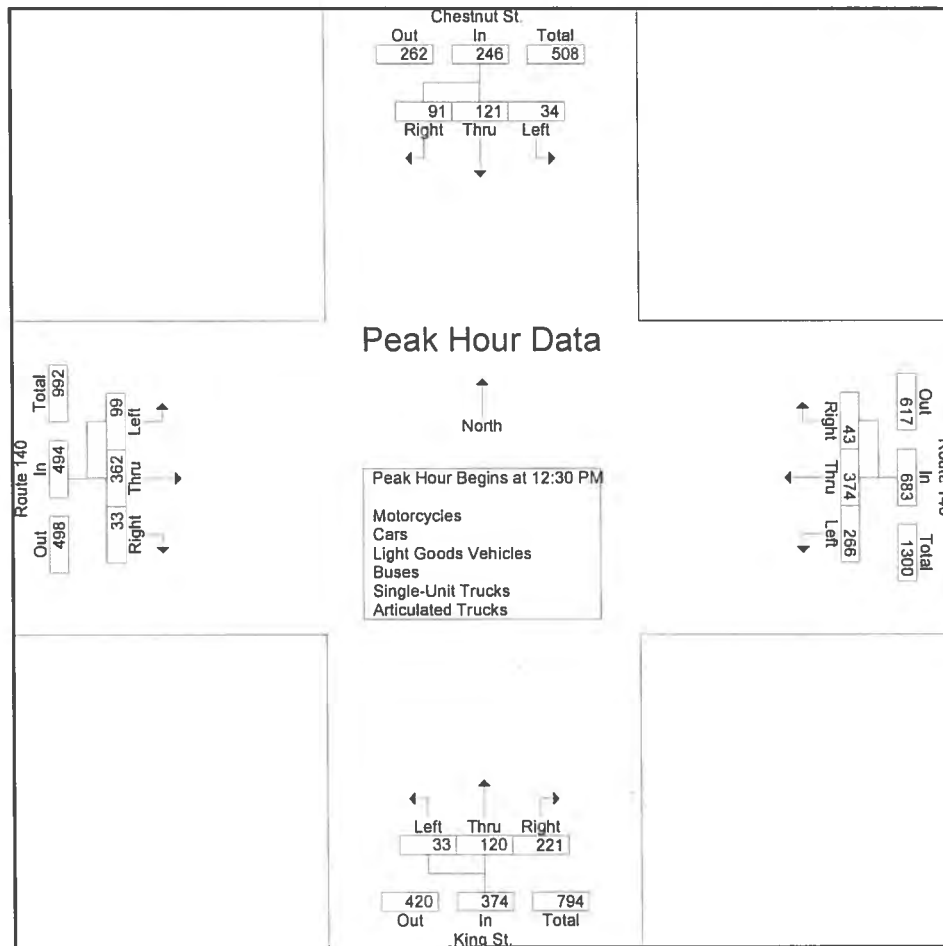 Chestnut St.
Out In Total
262 246 508
91 121 34
Right Thru Left
Peak Hour Data
North
Peak Hour Begins at 12:30 PM
Motorcycles
Cars
Light Goods Vehicles
Buses
Single-Unit Trucks
Articulated Trucks
Route 140
Out In Total
498 494 992
99 362 33
Left Thru Right
Route 140
Out In Total
617 683 1300
43 374 266
Right Thru Left
Left Thru Right
33 120 221
420 374 794
Out In Total
King St.